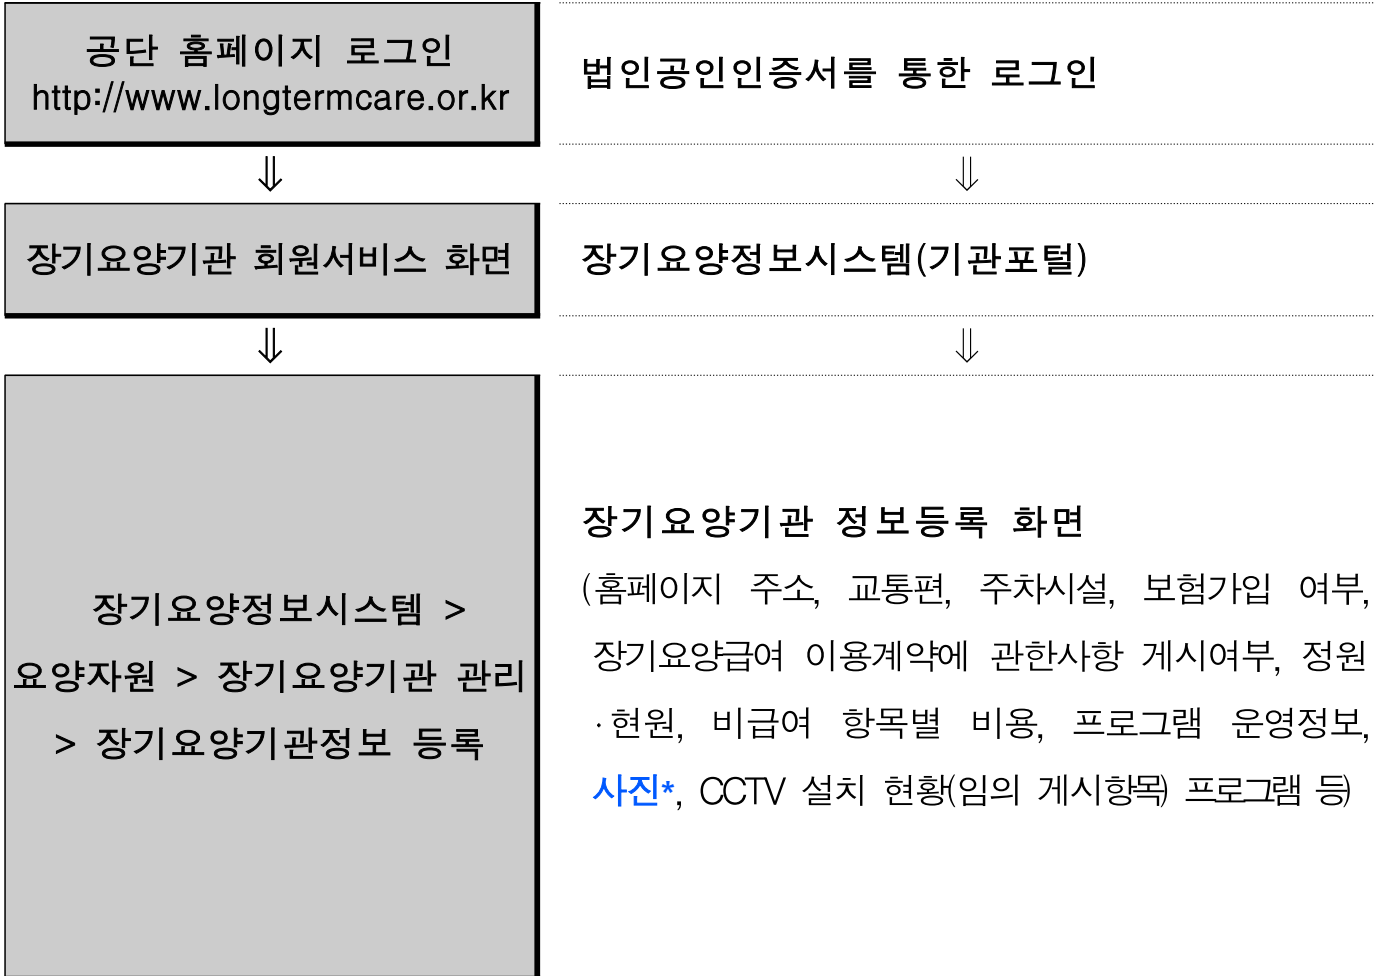 공단 홈페이지 로그인
http://www.longtermcare.or.kr
법인공인인증서를 통한 로그인
⇓
⇓
장기요양기관 회원서비스 화면
장기요양정보시스템(기관포털)
⇓
⇓
장기요양정보시스템 >
요양자원 > 장기요양기관 관리
> 장기요양기관정보 등록
장기요양기관 정보등록 화면
(홈페이지 주소, 교통편, 주차시설, 보험가입 여부,
장기요양급여 이용계약에 관한사항 게시여부, 정원
·현원, 비급여 항목별 비용, 프로그램 운영정보,
사진*, CCTV 설치 현황(임의 게시항목) 프로그램 등)